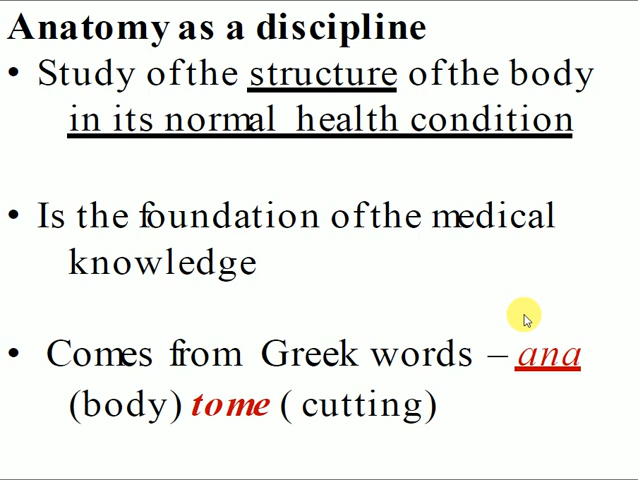 Anatomy as a discipline
• Study of the structure of the body
in its normal health condition
• Is the foundation of the medical
knowledge
• Comes from Greek words – ana
(body) tome ( cutting)